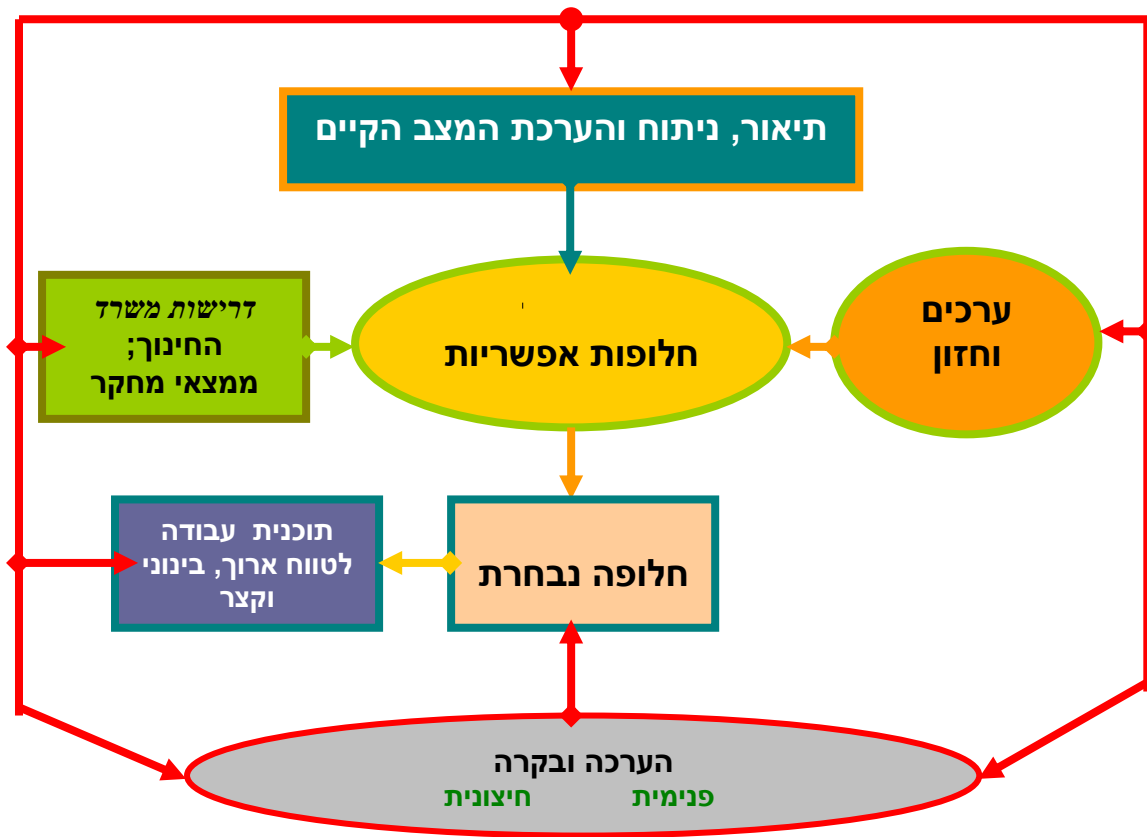 תיאור, ניתוח והערכת המצב הקיים
ערכים
וחזון
חלופות אפשריות
דרישות משרד
החינוך;
ממצאי מחקר
חלופה נבחרת
תוכנית עבודה
לטווח ארוך, בינוני
וקצר
הערכה ובקרה
פנימית חיצונית